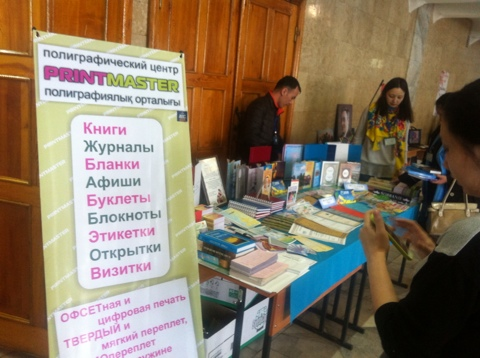 полиграфический центр
PRINTMASTER
полиграфиялық орталығы
Книги
Журналы
Бланки
Афиши
Буклеты
Блокноты
Этикетки
Открытки
Визитки
ОФСЕТная и
цифровая печать
ТВЕРДЫЙ и
мягкий переплет,